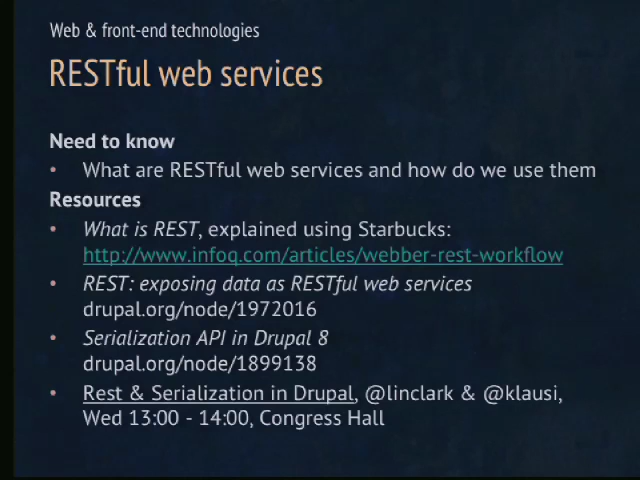 Web & front-end technologies
RESTful web services
Need to know
• What are RESTful web services and how do we use them
Resources
• What is REST, explained using Starbucks:
http://www.infoq.com/articles/webber-rest-workflow
• REST: exposing data as RESTful web services
drupal.org/node/1972016
• Serialization API in Drupal 8
drupal.org/node/1899138
• Rest & Serialization in Drupal, @linclark & @klausi,
Wed 13:00 - 14:00, Congress Hall